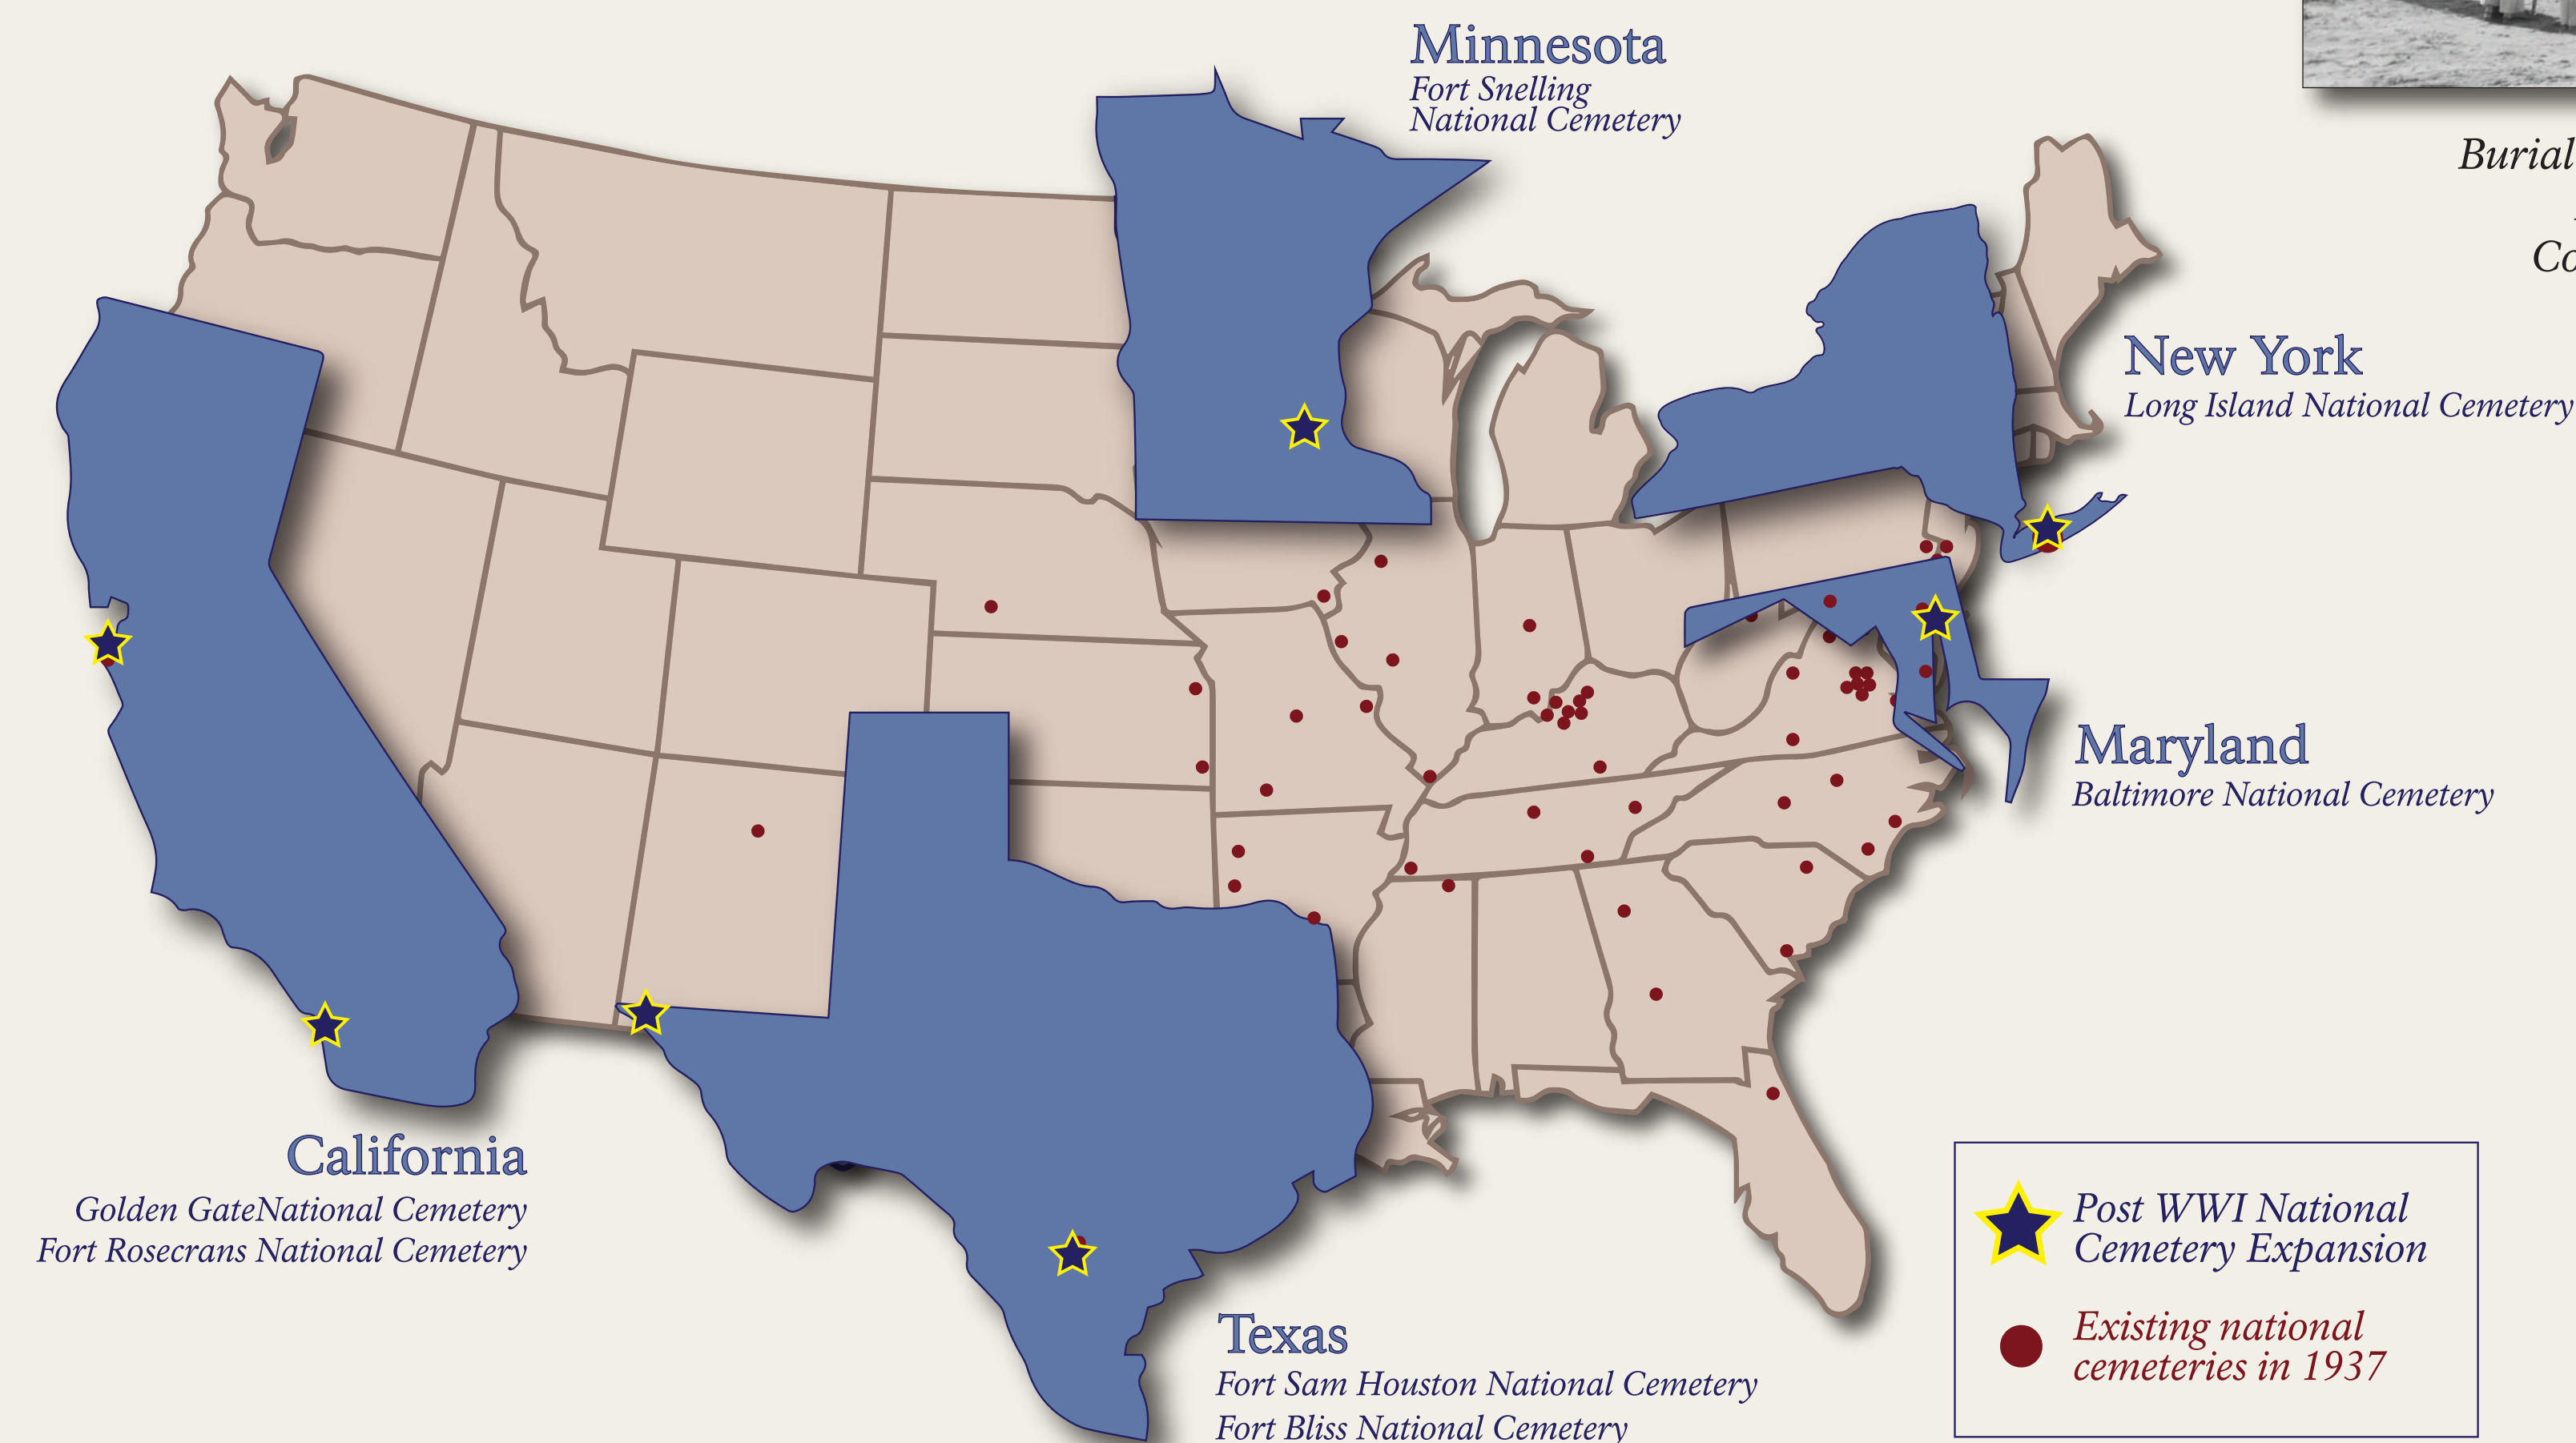 Minnesota
Fort Snelling
National Cemetery
Burial
Co
New York
Long Island National Cemetery
Maryland
Baltimore National Cemetery
California
Golden GateNational Cemetery
Fort Rosecrans National Cemetery
Texas
Fort Sam Houston National Cemetery
Fort Bliss National Cemetery
Post WWI National
Cemetery Expansion
Existing national
cemeteries in 1937